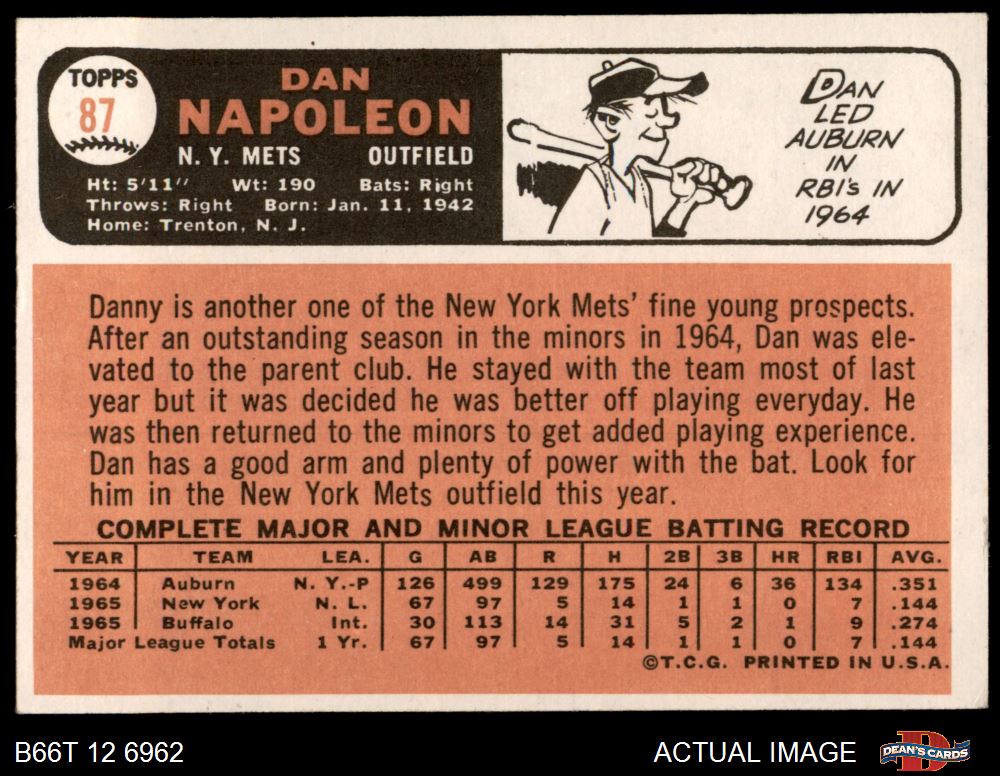 TOPPS
87
DAN
NAPOLEON
N. Y. METS OUTFIELD
Ht: 5'11" Wt: 190 Bats: Right
Throws: Right Born: Jan. 11, 1942
Home: Trenton, N. J.
DAN
LED
AUBURN
IN
RBI's IN
1964
Danny is another one of the New York Mets' fine young prospects.
After an outstanding season in the minors in 1964, Dan was ele-
vated to the parent club. He stayed with the team most of last
year but it was decided he was better off playing everyday. He
was then returned to the minors to get added playing experience.
Dan has a good arm and plenty of power with the bat. Look for
him in the New York Mets outfield this year.
COMPLETE MAJOR AND MINOR LEAGUE BATTING RECORD
YEAR TEAM LEA. G AB R H 2B 3B HR RBI AVG.
1964 Auburn N. Y.-P 126 499 129 175 24 6 36 134 .351
1965 New York N. L. 67 97 5 14 1 1 0 7 .144
1965 Buffalo Int. 30 113 14 31 5 2 1 9 .274
Major League Totals 1 Yr. 67 97 5 14 1 1 0 7 .144
©T.C.G. PRINTED IN U.S.A.
B66T 12 6962
ACTUAL IMAGE
DEAN'S CARDS